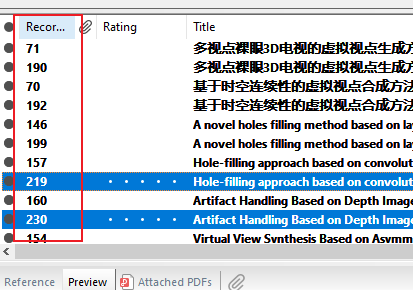 Recor... Rating Title
71 多视点裸眼3D电视的虚拟视点生成方
190 多视点裸眼3D电视的虚拟视点生成方
70 基于时空连续性的虚拟视点合成方法
192 基于时空连续性的虚拟视点合成方法
146 A novel holes filling method based on la
199 A novel holes filling method based on la
157 Hole-filling approach based on convolut
219 · · · · · Hole-filling approach based on convolut
160 Artifact Handling Based on Depth Image
230 · · · · · Artifact Handling Based on Depth Image
154 Virtual View Synthesis Based on Asymm
Reference Preview Attached PDFs